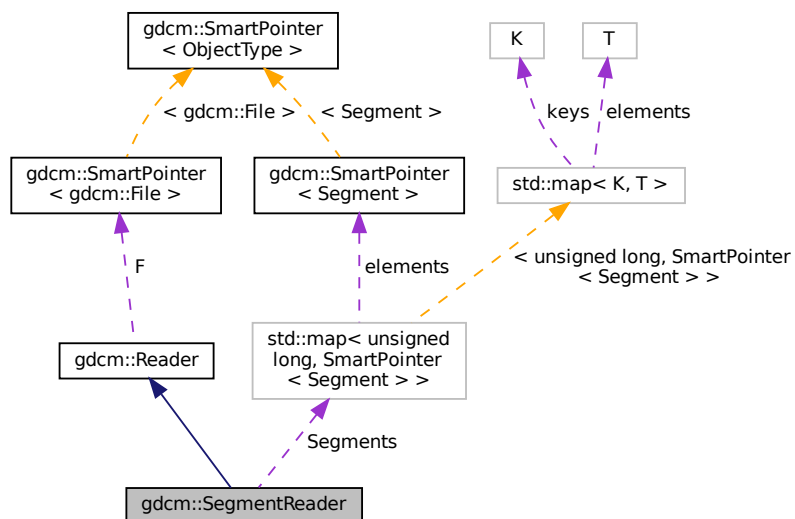 gdcm::SmartPointer
< ObjectType >
K
T
< gdcm::File >
< Segment >
keys
elements
gdcm::SmartPointer
< gdcm::File >
gdcm::SmartPointer
< Segment >
std::map< K, T >
F
elements
< unsigned long, SmartPointer
< Segment > >
gdcm::Reader
std::map< unsigned
long, SmartPointer
< Segment > >
Segments
gdcm::SegmentReader